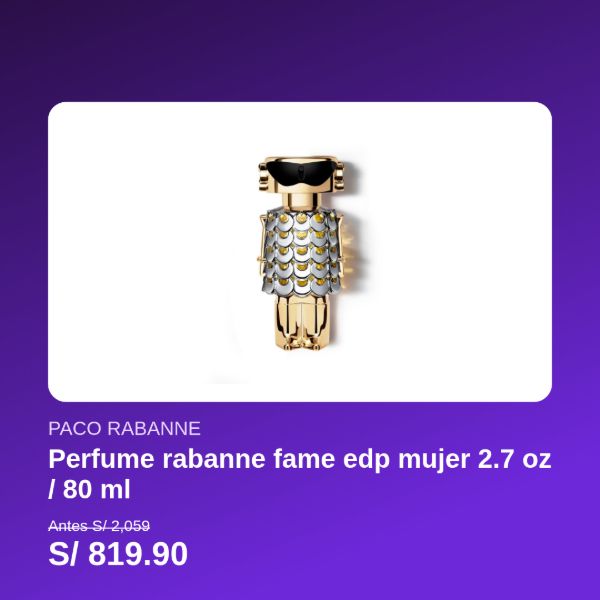 PACO RABANNE
Perfume rabanne fame edp mujer 2.7 oz
/ 80 ml
Antes S/ 2,059
S/ 819.90